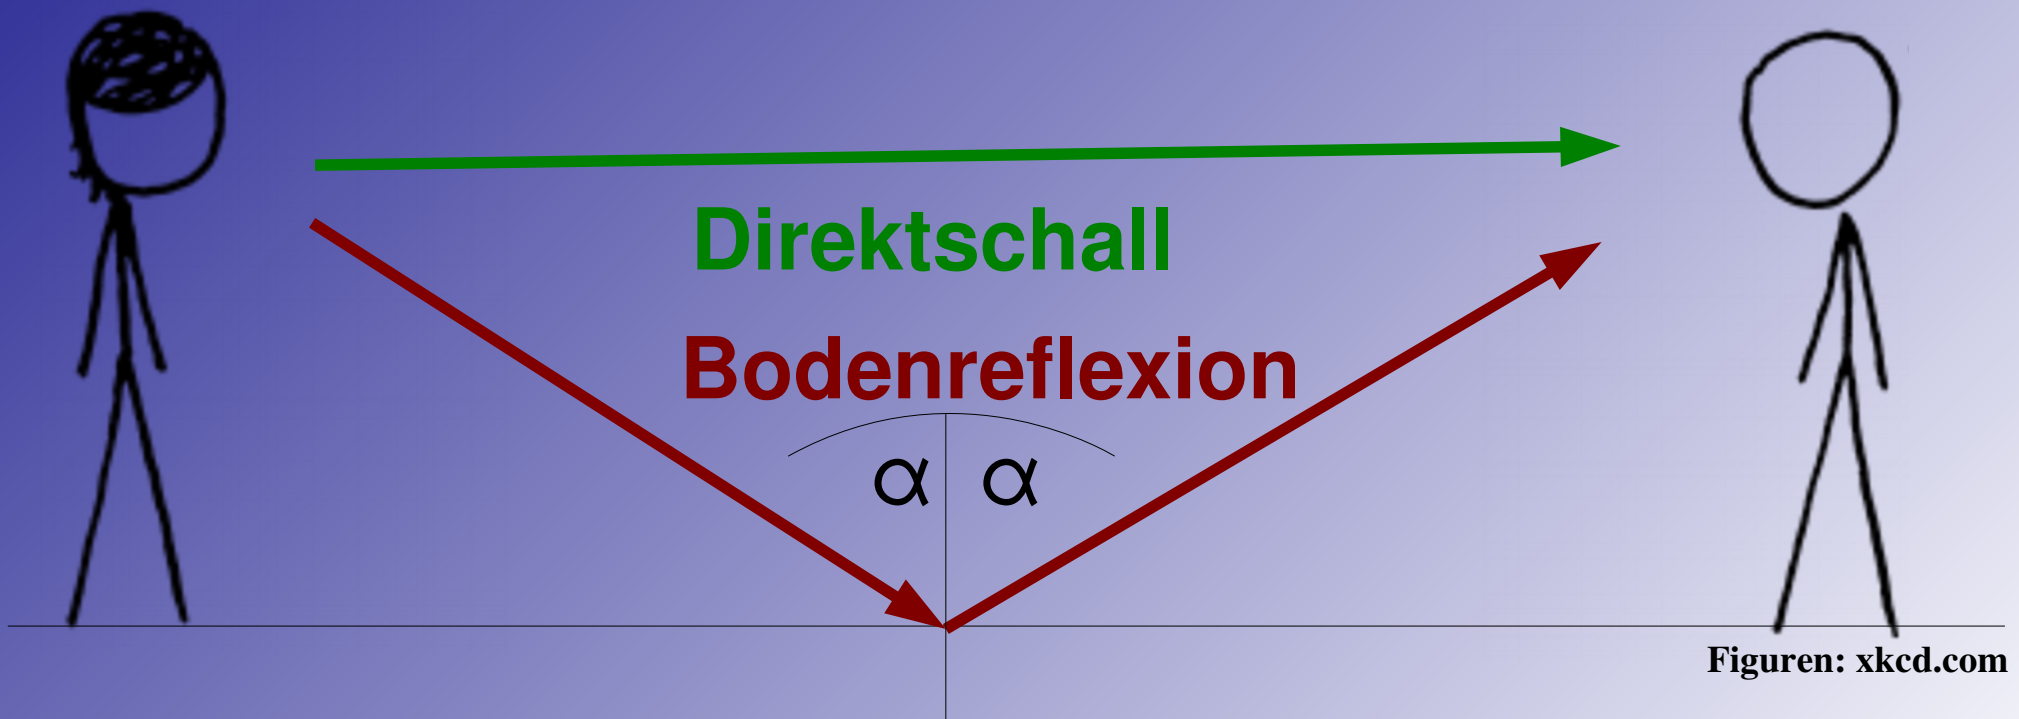 Direktschall
Bodenreflexion
α α
Figuren: xkcd.com